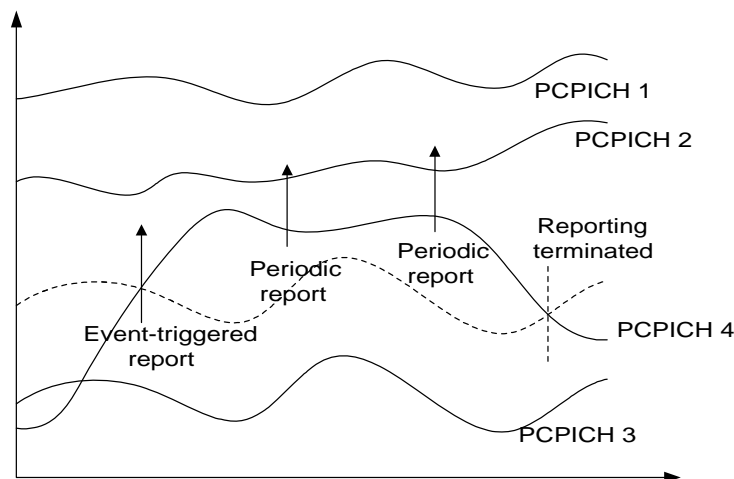 PCPICH 1
PCPICH 2
Reporting
terminated
Periodic
report
Periodic
report
Event-triggered
report
PCPICH 4
PCPICH 3